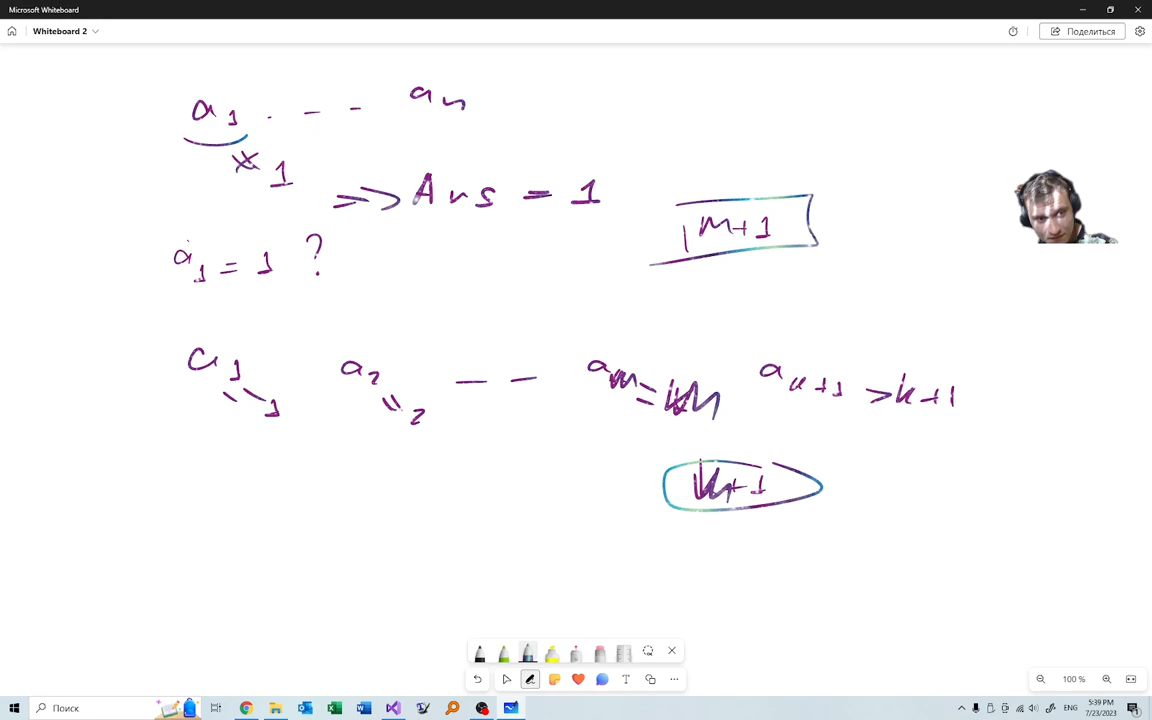 Microsoft Whiteboard
Whiteboard 2
Поделиться
a1 . - - an
≠ 1
=> Ans = 1
m+1
a1 = 1 ?
a1 a2 - - am = m ak+1 > k+1
= 1 = 2
+1
100 %
Поиск
ENG
5:39 PM
7/23/2023